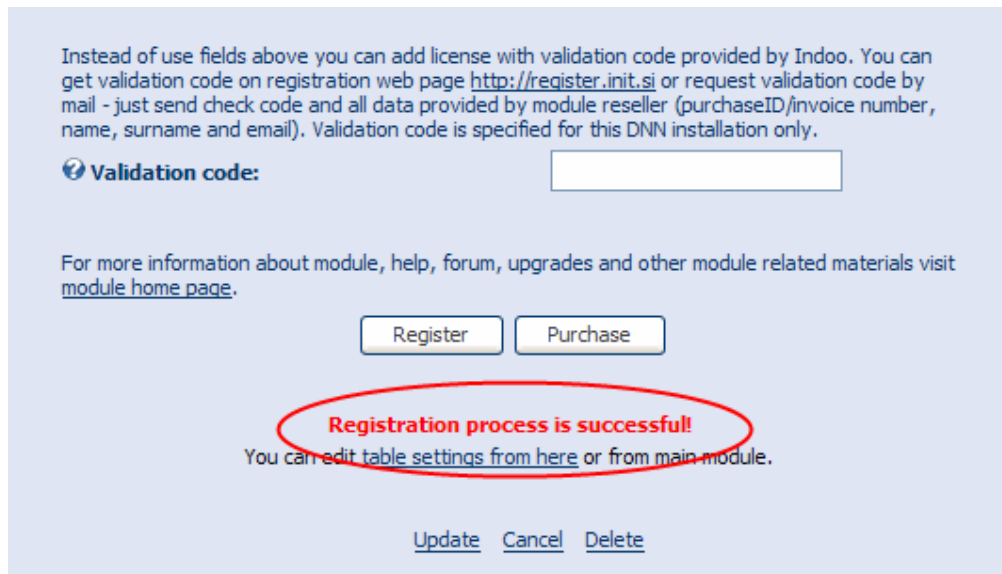 Instead of use fields above you can add license with validation code provided by Indoo. You can
get validation code on registration web page http://register.init.si or request validation code by
mail - just send check code and all data provided by module reseller (purchaseID/invoice number,
name, surname and email). Validation code is specified for this DNN installation only.
Validation code:
For more information about module, help, forum, upgrades and other module related materials visit
module home page.
Register Purchase
Registration process is successful!
You can edit table settings from here or from main module.
Update Cancel Delete